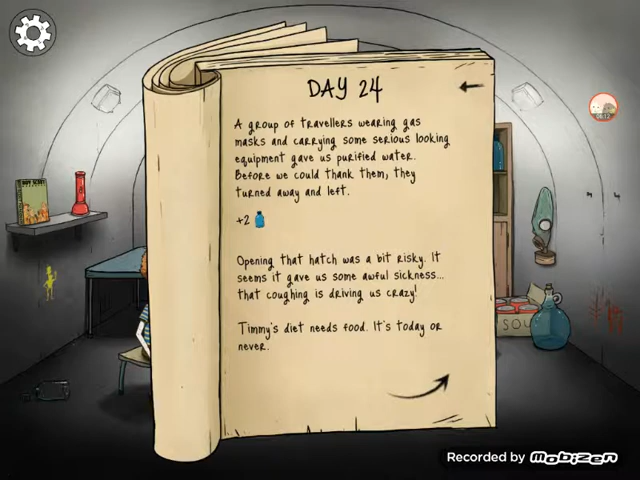 DAY 24
A group of travellers wearing gas
masks and carrying some serious looking
equipment gave us purified water.
Before we could thank them, they
turned away and left.
+2
Opening that hatch was a bit risky. It
seems it gave us some awful sickness...
that coughing is driving us crazy!
Timmy's diet needs food. It's today or
never.
SOU
Recorded by mobizen